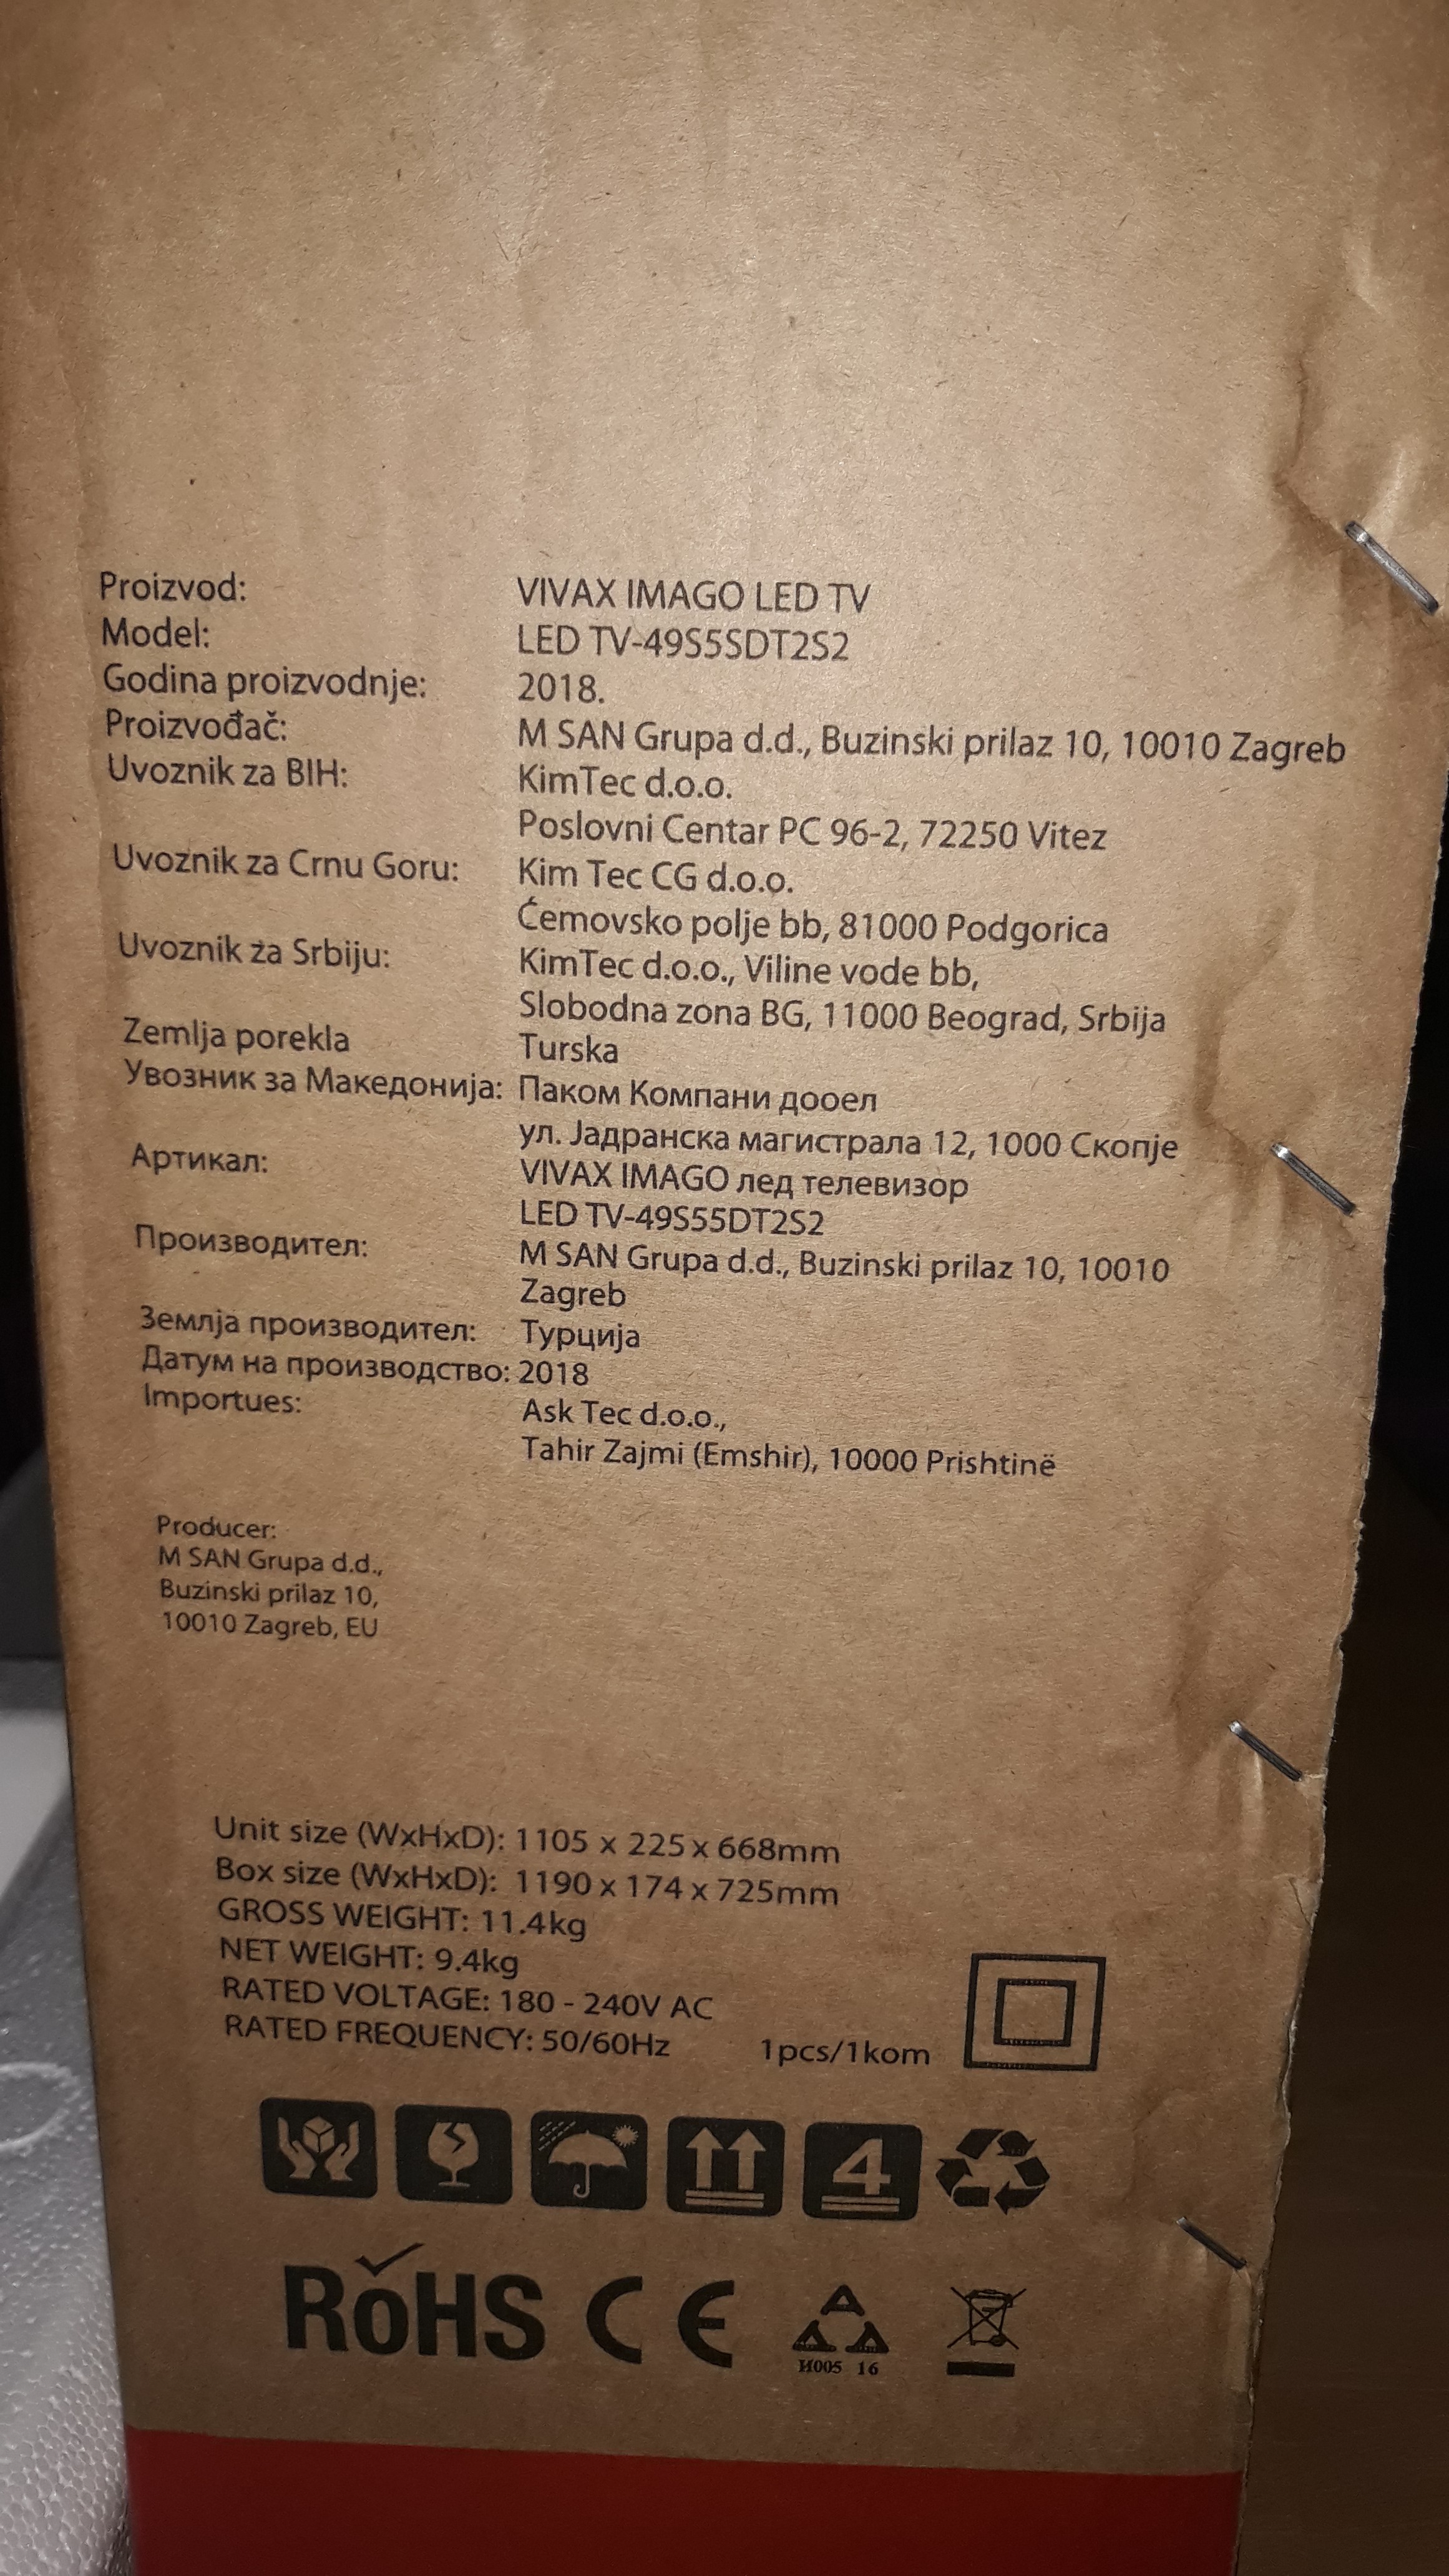 Proizvod: VIVAX IMAGO LED TV
Model: LED TV-49S5SDT2S2
Godina proizvodnje: 2018.
Proizvođač: M SAN Grupa d.d., Buzinski prilaz 10, 10010 Zagreb
Uvoznik za BIH: KimTec d.o.o.
Poslovni Centar PC 96-2, 72250 Vitez
Uvoznik za Crnu Goru: Kim Tec CG d.o.o.
Ćemovsko polje bb, 81000 Podgorica
Uvoznik za Srbiju: KimTec d.o.o., Viline vode bb,
Slobodna zona BG, 11000 Beograd, Srbija
Zemlja porekla Turska
Увозник за Македонија: Паком Компани дооел
ул. Јадранска магистрала 12, 1000 Скопје
Артикал: VIVAX IMAGO лед телевизор
LED TV-49S55DT2S2
Производител: M SAN Grupa d.d., Buzinski prilaz 10, 10010
Zagreb
Земља производител: Турција
Датум на производство: 2018
Importues: Ask Tec d.o.o.,
Tahir Zajmi (Emshir), 10000 Prishtinë
Producer:
M SAN Grupa d.d.,
Buzinski prilaz 10,
10010 Zagreb, EU
Unit size (WxHxD): 1105 x 225 x 668mm
Box size (WxHxD): 1190 x 174 x 725mm
GROSS WEIGHT: 11.4kg
NET WEIGHT: 9.4kg
RATED VOLTAGE: 180 - 240V AC
RATED FREQUENCY: 50/60Hz 1pcs/1kom
4
RoHS CE
И005 16